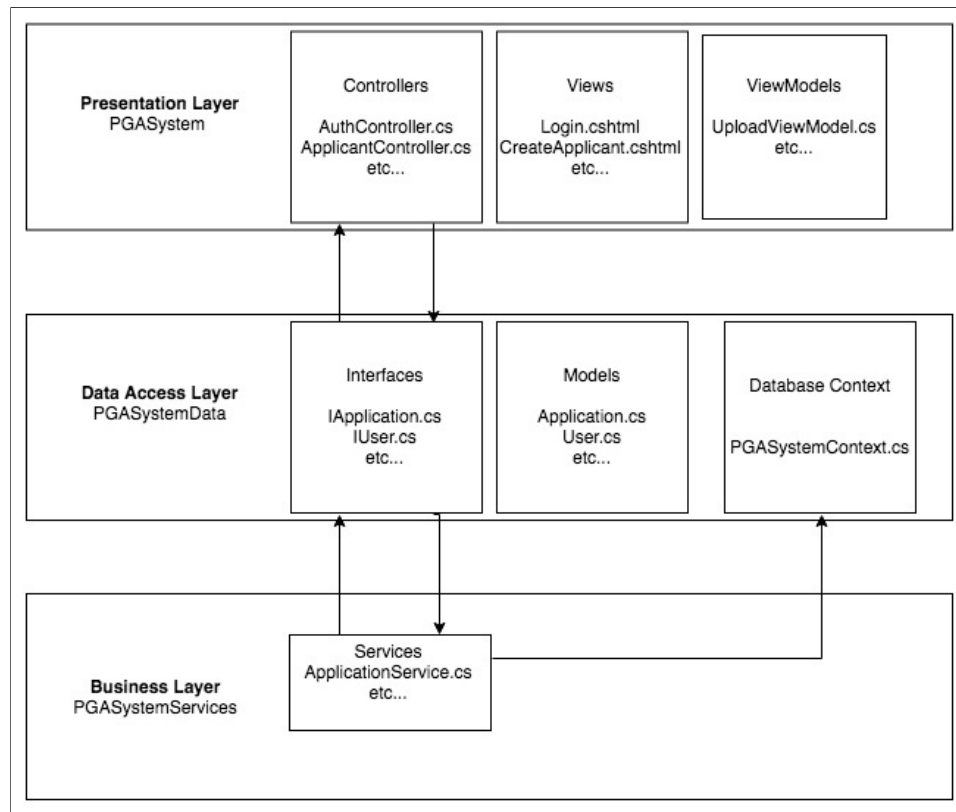 Presentation Layer
PGASystem
Controllers
AuthController.cs
ApplicantController.cs
etc...
Views
Login.cshtml
CreateApplicant.cshtml
etc...
ViewModels
UploadViewModel.cs
etc...
Data Access Layer
PGASystemData
Interfaces
IApplication.cs
IUser.cs
etc...
Models
Application.cs
User.cs
etc...
Database Context
PGASystemContext.cs
Business Layer
PGASystemServices
Services
ApplicationService.cs
etc...